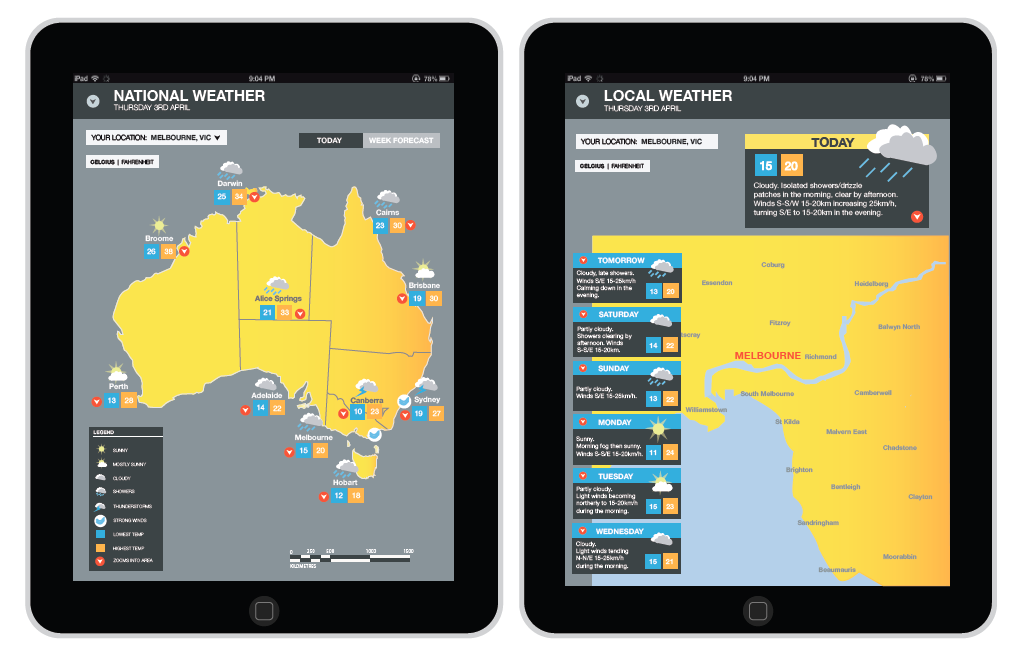 iPad
9:04 PM
76%
NATIONAL WEATHER
THURSDAY 3RD APRIL
YOUR LOCATION: MELBOURNE, VIC
TODAY
WEEK FORECAST
CELCIUS | FAHRENHEIT
Darwin
25 34
Cairns
23 30
Broome
26 36
Brisbane
19 30
Alice Springs
21 33
Perth
13 28
Adelaide
14 22
Canberra
10 23
Sydney
19 27
Melbourne
15 20
Hobart
12 18
LEGEND
SUNNY
MOSTLY SUNNY
CLOUDY
SHOWERS
THUNDERSTORMS
STRONG WINDS
LOWEST TEMP
HIGHEST TEMP
ZOOMS INTO AREA
0 250 500 1000 1500
KILOMETRES
iPad
9:04 PM
76%
LOCAL WEATHER
THURSDAY 3RD APRIL
YOUR LOCATION: MELBOURNE, VIC
CELCIUS | FAHRENHEIT
TODAY
15 20
Cloudy. Isolated showers/drizzle
patches in the morning, clear by afternoon.
Winds S-S/W 15-20km increasing 25km/h,
turning S/E to 15-20km in the evening.
TOMORROW
Cloudy, late showers.
Winds S/E 15-25km/h
Calming down in the
evening.
13 20
SATURDAY
Partly cloudy.
Showers clearing by
afternoon. Winds
S-S/E 15-20km.
14 22
SUNDAY
Partly cloudy.
Winds S/E 15-25km/h.
13 22
MONDAY
Sunny.
Morning fog then sunny.
Winds S-S/E 15-20km/h.
11 24
TUESDAY
Partly cloudy.
Light winds becoming
northerly to 15-20km/h
during the morning.
15 23
WEDNESDAY
Cloudy.
Light winds tending
N-N/E 15-25km/h
during the morning.
15 21
Coburg
Essendon
Heidelberg
Fitzroy
Balwyn North
scray
MELBOURNE
Richmond
South Melbourne
Camberwell
Williamstown
St Kilda
Malvern East
Chadstone
Brighton
Bentleigh
Clayton
Sandringham
Moorabbin
Beaumauris